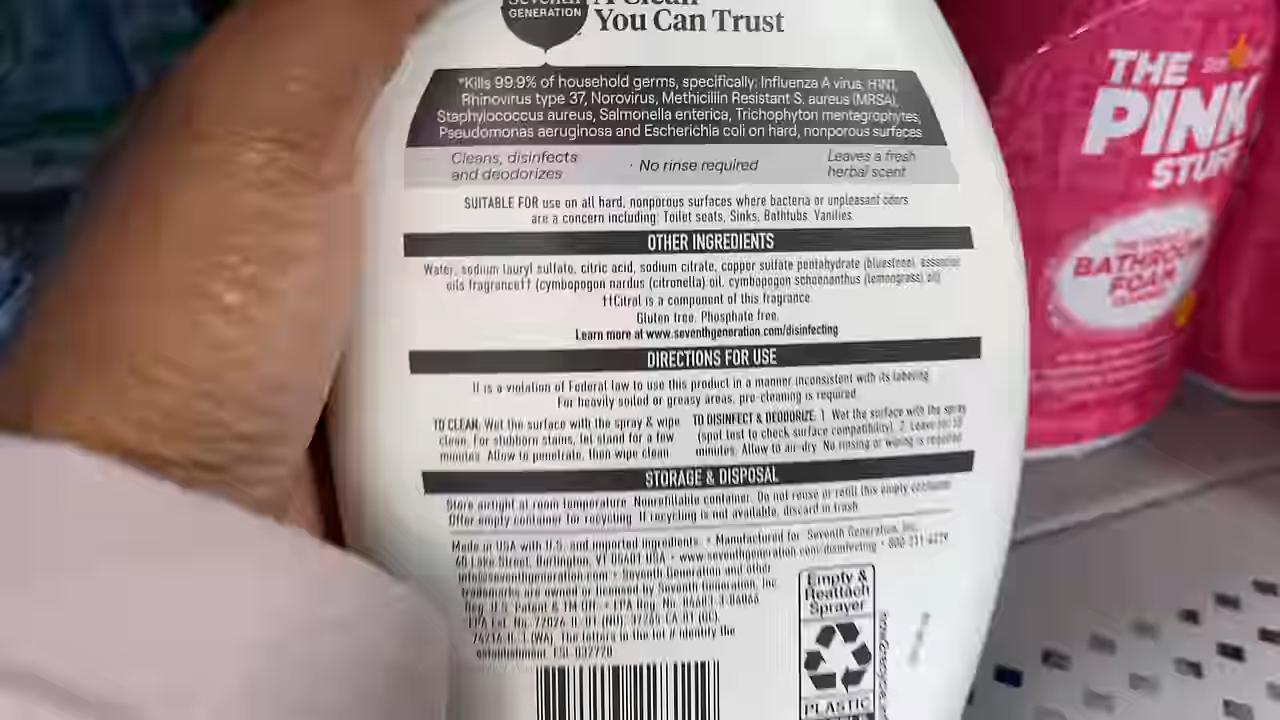 SEVENTH
GENERATION
A Clean
You Can Trust
*Kills 99.9% of household germs, specifically: Influenza A virus, H1N1,
Rhinovirus type 37, Norovirus, Methicillin Resistant S. aureus (MRSA),
Staphylococcus aureus, Salmonella enterica, Trichophyton mentagrophytes,
Pseudomonas aeruginosa and Escherichia coli on hard, nonporous surfaces
Cleans, disinfects
and deodorizes
· No rinse required
Leaves a fresh
herbal scent
SUITABLE FOR use on all hard, nonporous surfaces where bacteria or unpleasant odors
are a concern including: Toilet seats, Sinks, Bathtubs, Vanities.
OTHER INGREDIENTS
Water, sodium lauryl sulfate, citric acid, sodium citrate, copper sulfate pentahydrate (bluestone), essential
oils fragrance†† (cymbopogon nardus (citronella) oil, cymbopogon schoenanthus (lemongrass) oil)
††Citral is a component of this fragrance.
Gluten free. Phosphate free.
Learn more at www.seventhgeneration.com/disinfecting
DIRECTIONS FOR USE
It is a violation of Federal law to use this product in a manner inconsistent with its labeling.
For heavily soiled or greasy areas, pre-cleaning is required.
TO CLEAN: Wet the surface with the spray & wipe
clean. For stubborn stains, let stand for a few
minutes. Allow to penetrate, then wipe clean.
TO DISINFECT & DEODORIZE: 1. Wet the surface with the spray
(spot test to check surface compatibility). 2. Leave for
minutes. Allow to air-dry. No rinsing or wiping is required.
STORAGE & DISPOSAL
Store upright at room temperature. Nonrefillable container. Do not reuse or refill this empty container.
Offer empty container for recycling. If recycling is not available, discard in trash.
Made in USA with U.S. and imported ingredients. • Manufactured for Seventh Generation, Inc.
60 Lake Street, Burlington, VT 05401 USA • www.seventhgeneration.com/disinfecting •
• Seventh Generation and other
trademarks are owned or licensed by Seventh Generation, Inc.
Reg. U.S. Patent & TM Off. • EPA Reg. No.
The letters in the lot # identify the
Empty &
Reattach
Sprayer
PLASTIC
THE
PINK
STUFF
BATHROOM
FOAM